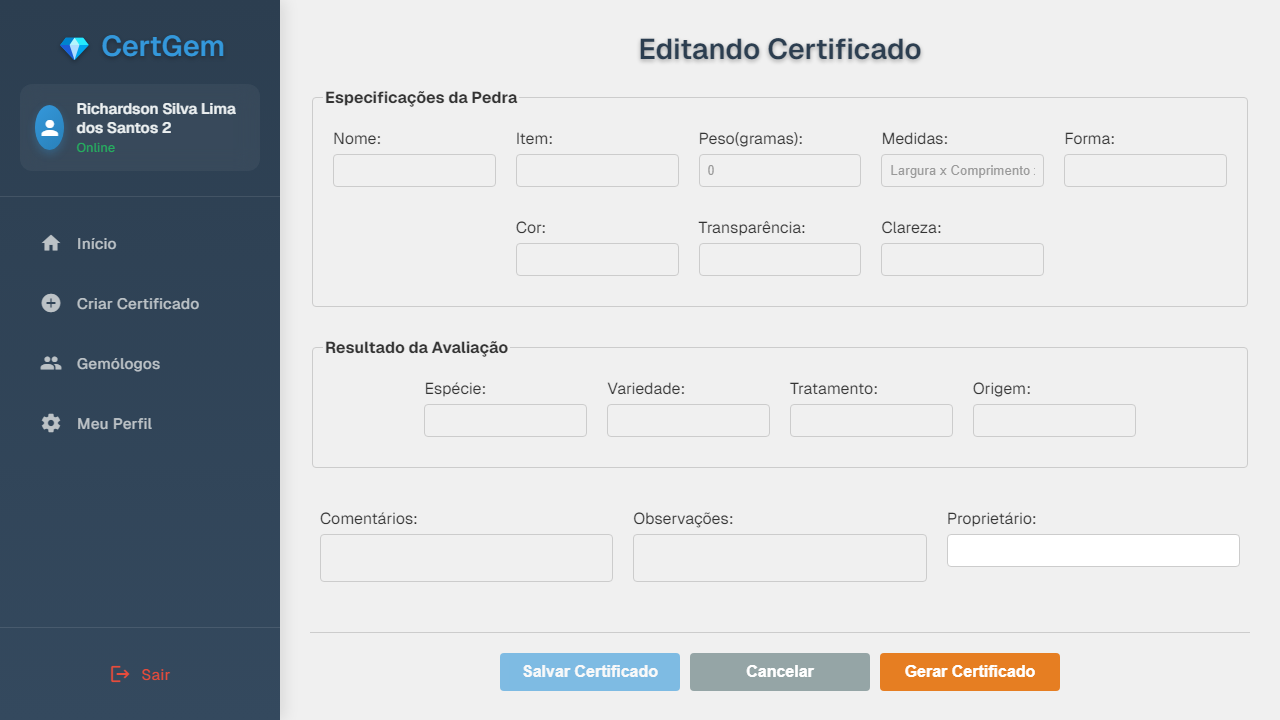 CertGem
Richardson Silva Lima
dos Santos 2
Online
Início
Criar Certificado
Gemólogos
Meu Perfil
Sair
Editando Certificado
Especificações da Pedra
Nome:
Item:
Peso(gramas):
Medidas:
Forma:
0
Largura x Comprimento
Cor:
Transparência:
Clareza:
Resultado da Avaliação
Espécie:
Variedade:
Tratamento:
Origem:
Comentários:
Observações:
Proprietário:
Salvar Certificado
Cancelar
Gerar Certificado